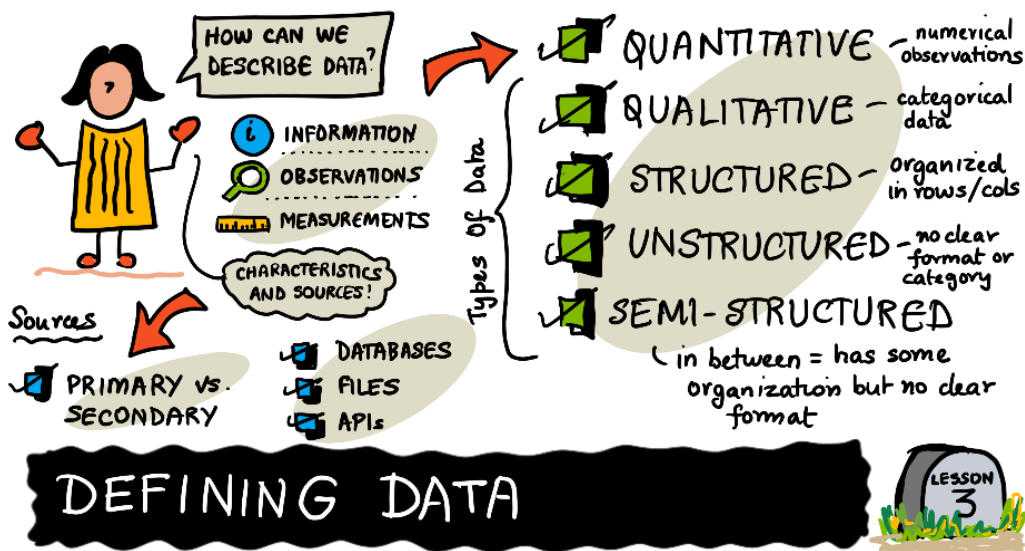 HOW CAN WE
DESCRIBE DATA?
i INFORMATION
OBSERVATIONS
MEASUREMENTS
CHARACTERISTICS
AND SOURCES!
Sources
PRIMARY vs.
SECONDARY
DATABASES
FILES
APIs
Types Of Data
QUANTITATIVE - numerical
observations
QUALITATIVE - categorical
data
STRUCTURED - organized
in rows/cols
UNSTRUCTURED - no clear
format or
category
SEMI-STRUCTURED
in between = has some
organization but no clear
format
DEFINING DATA
LESSON
3